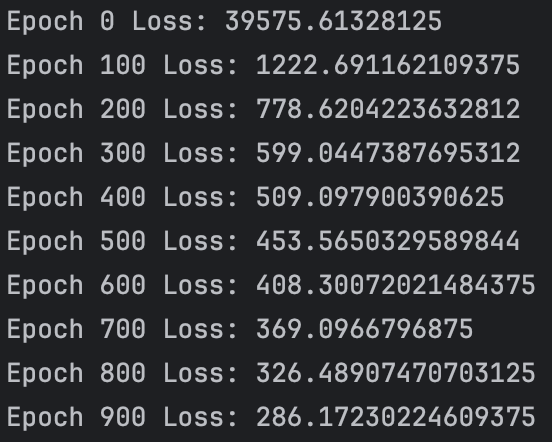 Epoch 0 Loss: 39575.61328125
Epoch 100 Loss: 1222.691162109375
Epoch 200 Loss: 778.6204223632812
Epoch 300 Loss: 599.0447387695312
Epoch 400 Loss: 509.097900390625
Epoch 500 Loss: 453.5650329589844
Epoch 600 Loss: 408.30072021484375
Epoch 700 Loss: 369.0966796875
Epoch 800 Loss: 326.48907470703125
Epoch 900 Loss: 286.17230224609375